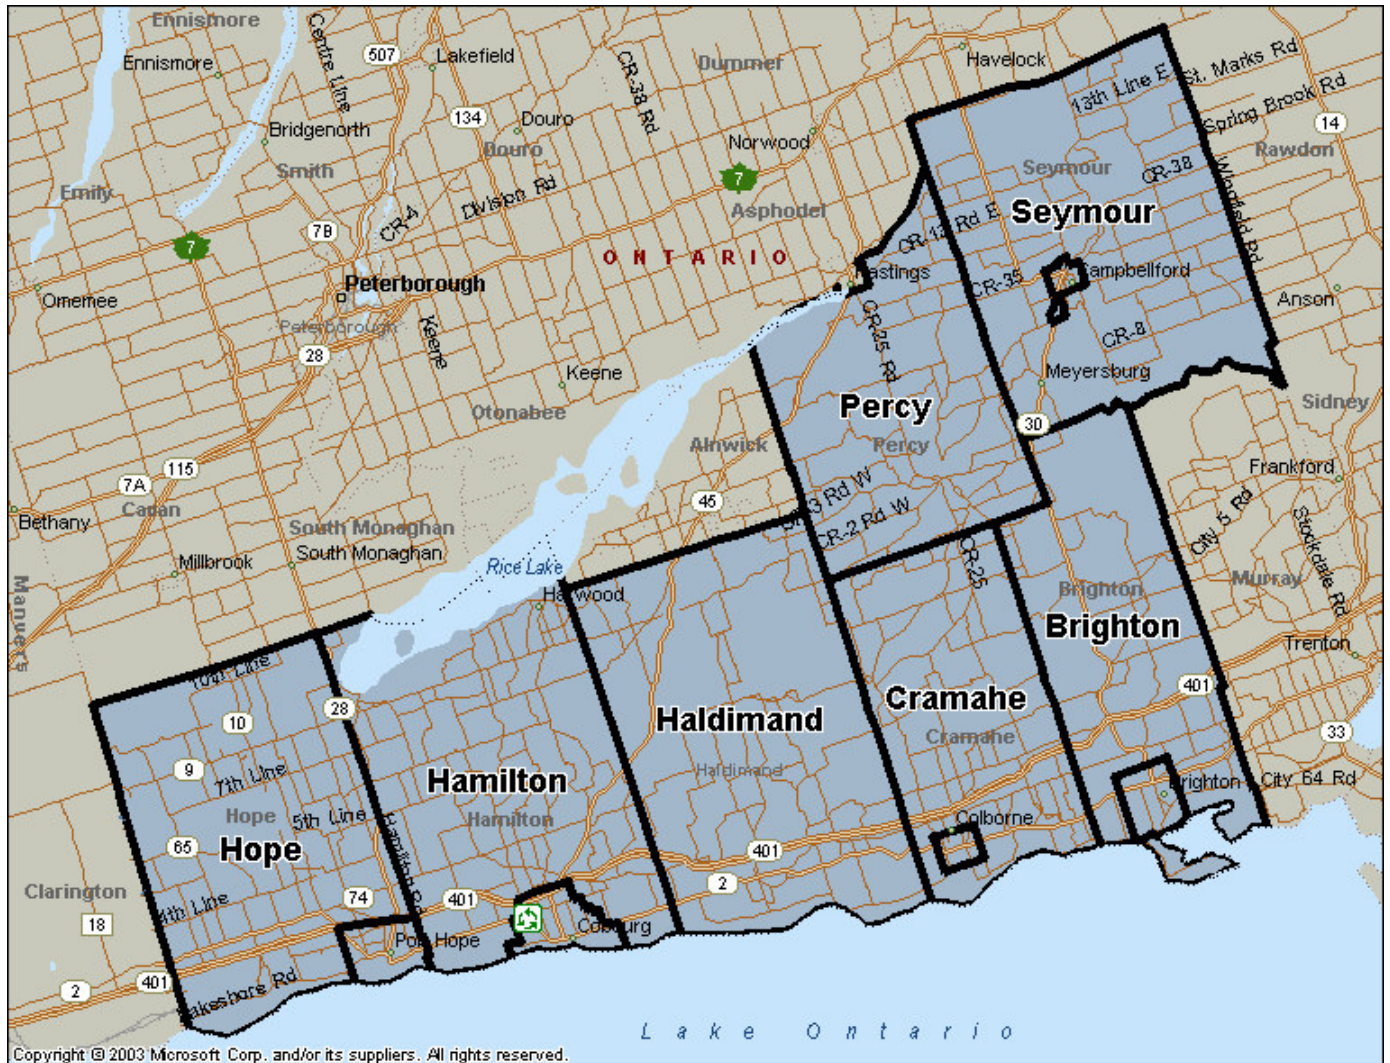 Ennismore
Ennismore
Centre Line
507
Lakefield
CR-38 Rd
Dummer
Havelock
13th Line E
St. Marks Rd
Spring Brook Rd
14
Rawdon
134
Douro
Douro
Bridgenorth
Smith
Norwood
Seymour
CR-38
Wingfield Rd
Emily
7
7B
CR-4
Division Rd
7
Asphodel
Seymour
CR-12 Rd E
ONTARIO
Omemee
Peterborough
Peterborough
Hastings
CR-35
Campbellford
Anson
28
Keene
CR-25 Rd
CR-8
Keene
Meyersburg
Otonabee
Percy
Percy
Sidney
30
Alnwick
115
7A
Cavan
Bethany
45
Frankford
City 5 Rd
Stockdale Rd
South Monaghan
South Monaghan
CR-2 Rd W
CR-25
Millbrook
Rice Lake
Harwood
Manvers
Brighton
Brighton
Murray
Trenton
10th Line
28
10
9
7th Line
Hope
Hope
5th Line
65
Hamilton Rd
Hamilton
Hamilton
Haldimand
Haldimand
Cramahe
Cramahe
401
33
Brighton
City 64 Rd
Colborne
401
2
Clarington
18
4th Line
74
401
Port Hope
Cobourg
401
2
Lakeshore Rd
Lake Ontario
Copyright © 2003 Microsoft Corp. and/or its suppliers. All rights reserved.